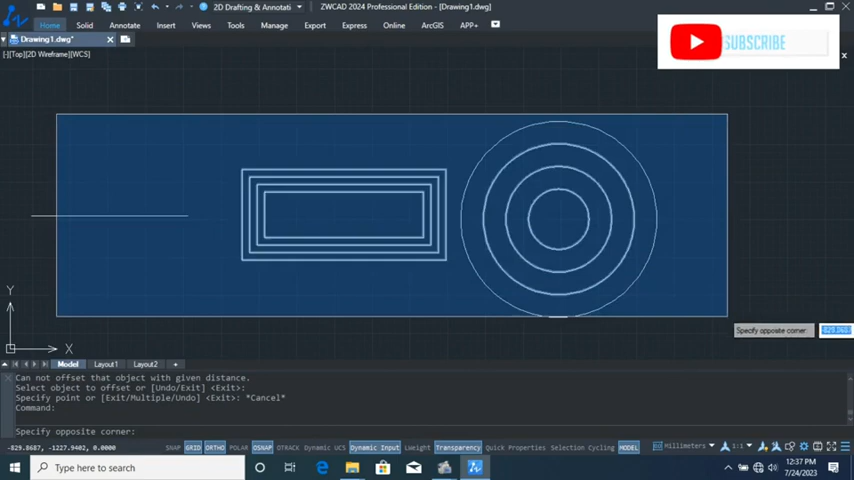 2D Drafting & Annotati
ZWCAD 2024 Professional Edition - [Drawing1.dwg]
Home Solid Annotate Insert Views Tools Manage Export Express Online ArcGIS APP+
Drawing1.dwg*
[-][Top][2D Wireframe][WCS]
SUBSCRIBE
Y
X
Specify opposite corner: -829.8687
Model Layout1 Layout2 +
Can not offset that object with given distance.
Select object to offset or [Undo/Exit] <Exit>:
Specify point or [Exit/Multiple/Undo] <Exit>: *Cancel*
Command:
Specify opposite corner:
-829.8687, -1227.9402, 0.0000 SNAP GRID ORTHO POLAR OSNAP OTRACK Dynamic UCS Dynamic Input LWeight Transparency Quick Properties Selection Cycling MODEL Millimeters 1:1
Type here to search
12:37 PM
7/24/2023